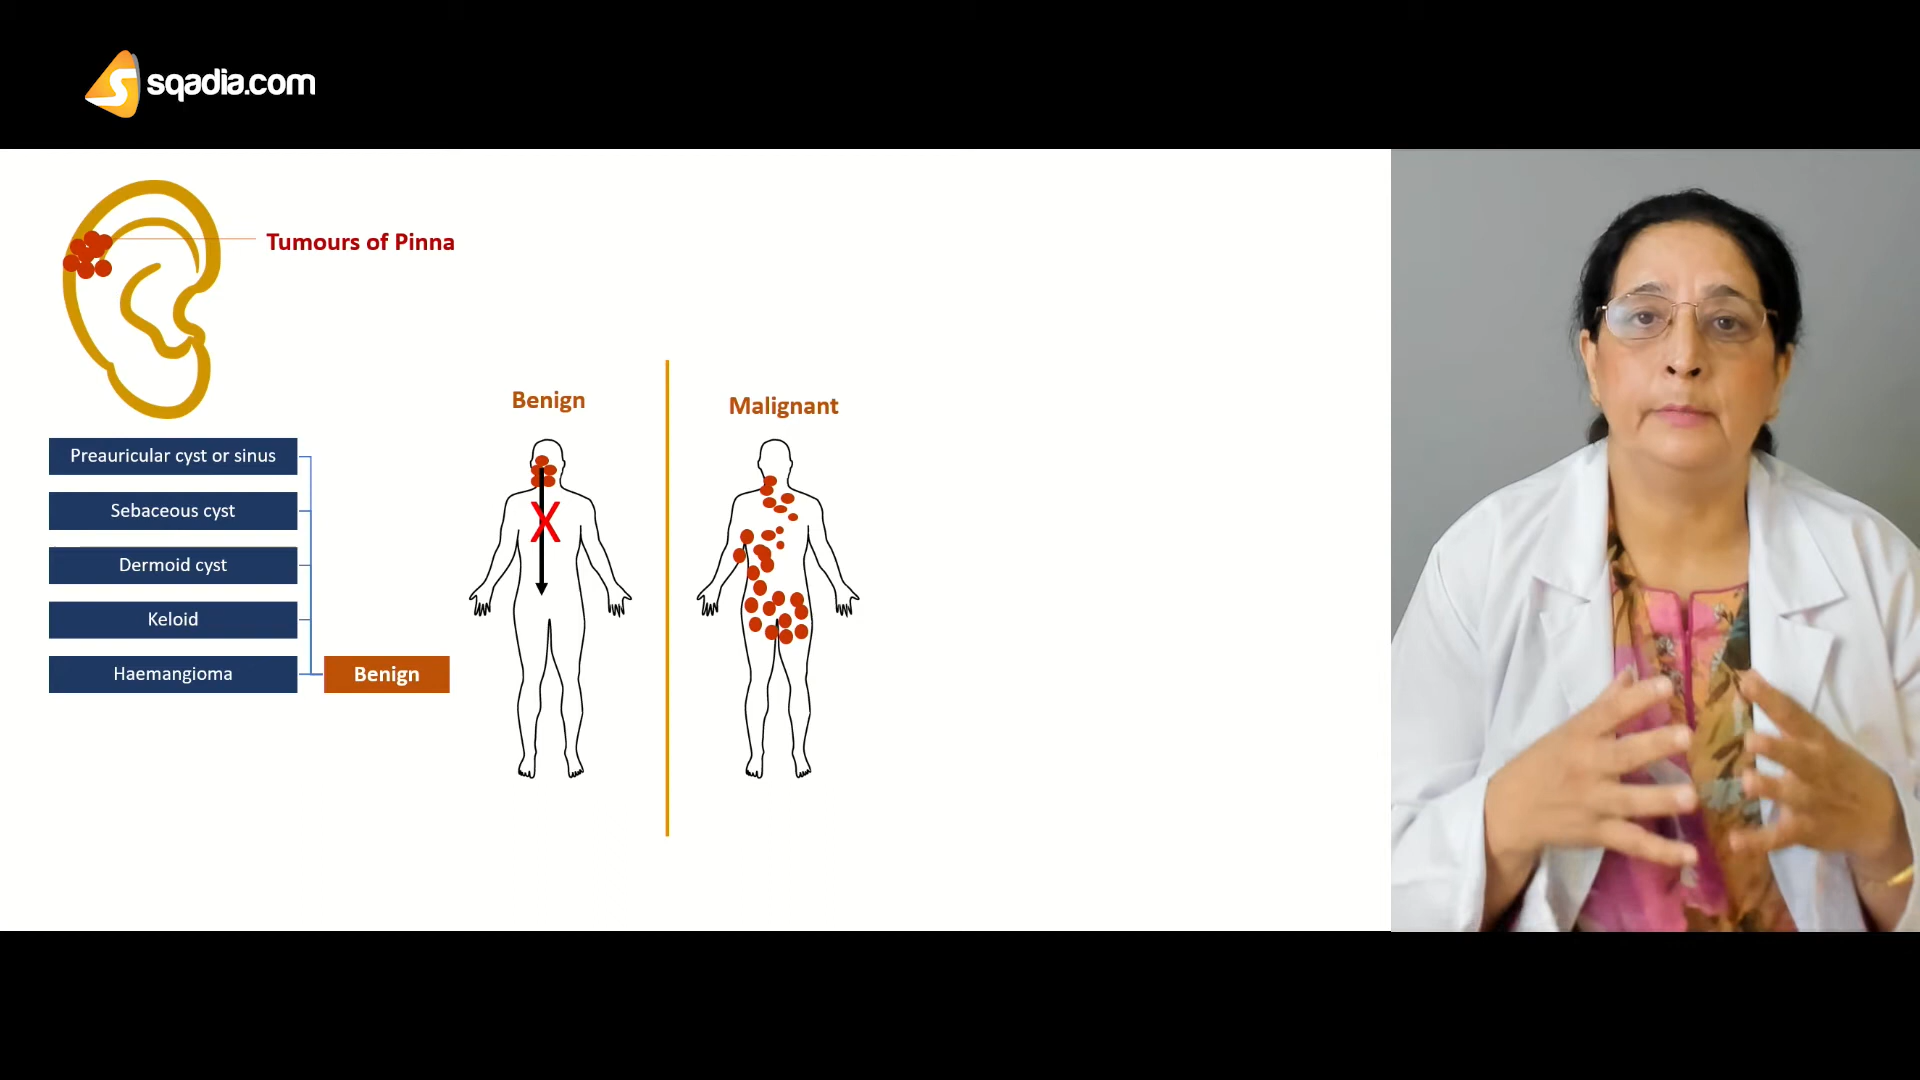 sqadia.com
Tumours of Pinna
Benign
Malignant
Preauricular cyst or sinus
Sebaceous cyst
Dermoid cyst
Keloid
Haemangioma
Benign
X